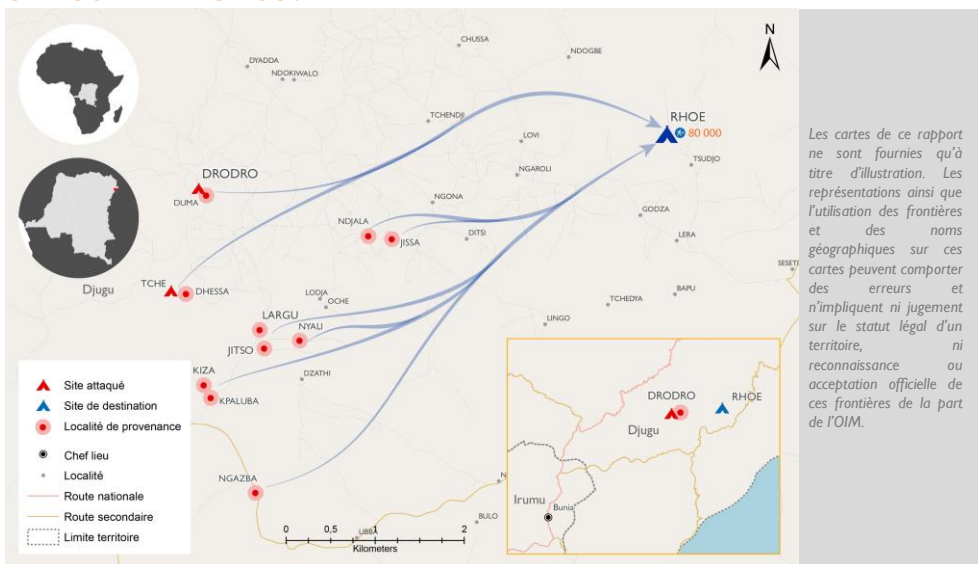 CHUSSA
NDOGBE
DYADDA
NDOKIWALO
N
TCHENDJI
RHOE
80 000
LOVI
TSUDJO
DRODRO
NGAROLI
DUMA
NGONA
GODZA
NDJALA
JISSA
DITSI
LERA
SESETE
TCHE
DHESSA
Djugu
LODJA
OCHE
BAPU
TCHEDYA
LARGU
NYALI
LINGO
JITSO
DZATHI
KIZA
KPALUBA
NGAZBA
N
BULO
LIBB
Site attaqué
Site de destination
Localité de provenance
Chef lieu
Localité
Route nationale
Route secondaire
Limite territoire
0 0,5 1 2
Kilometers
DRODRO
RHOE
Djugu
Irumu
Bunia
Les cartes de ce rapport
ne sont fournies qu’à
titre d’illustration. Les
représentations ainsi que
l’utilisation des frontières
et des noms
géographiques sur ces
cartes peuvent comporter
des erreurs et
n’impliquent ni jugement
sur le statut légal d’un
territoire, ni
reconnaissance ou
acceptation officielle de
ces frontières de la part
de l’OIM.